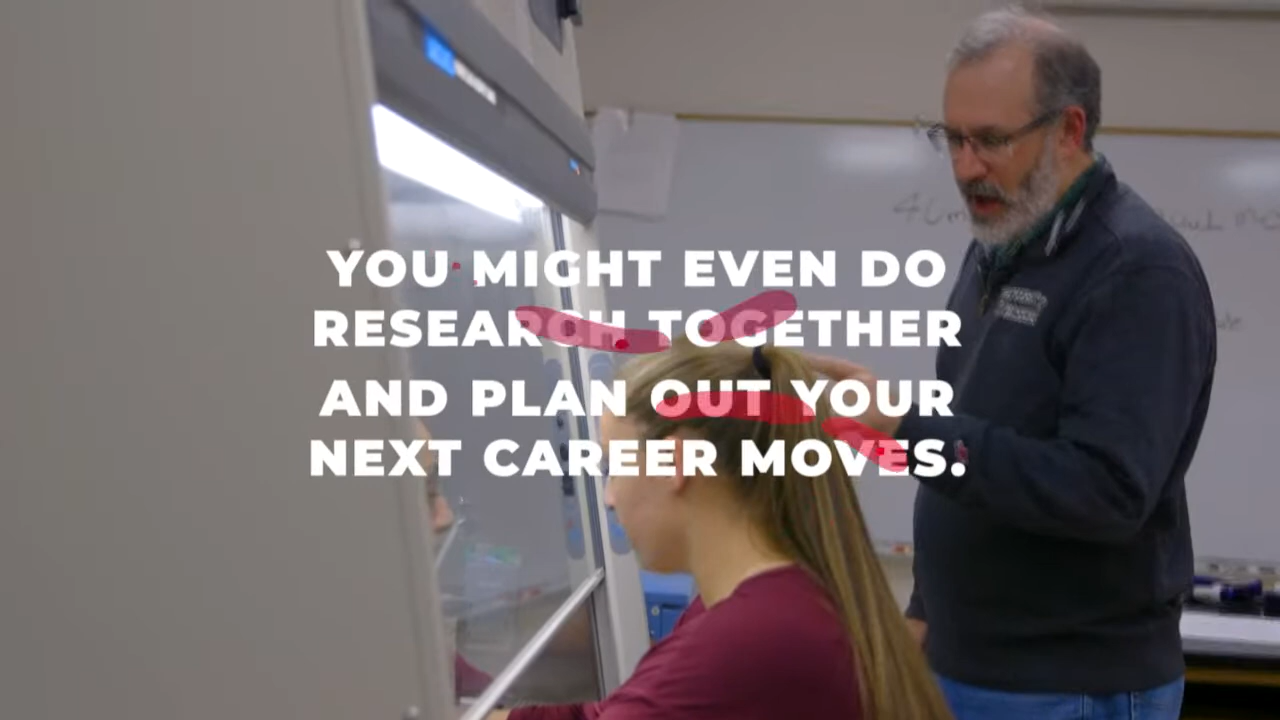 YOU MIGHT EVEN DO
RESEARCH TOGETHER
AND PLAN OUT YOUR
NEXT CAREER MOVES.